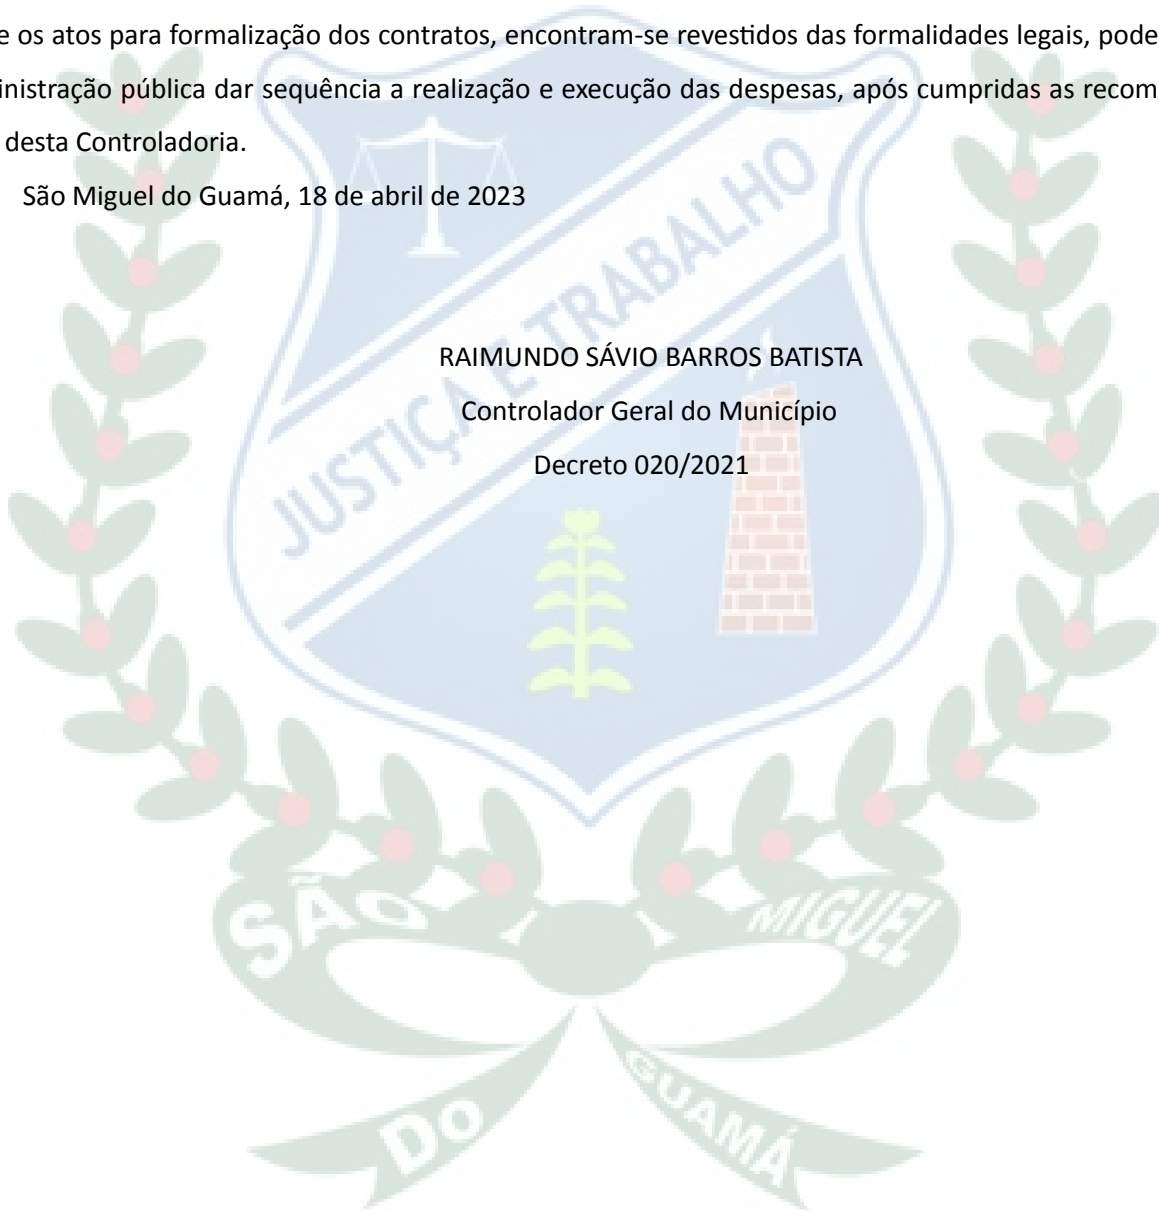 e os atos para formalização dos contratos, encontram-se revestidos das formalidades legais, pode
inistração pública dar sequência a realização e execução das despesas, após cumpridas as recom
desta Controladoria.
São Miguel do Guamá, 18 de abril de 2023
RAIMUNDO SÁVIO BARROS BATISTA
Controlador Geral do Município
Decreto 020/2021
JUSTIÇA E TRABALHO
SÃO MIGUEL
DO GUAMÁ